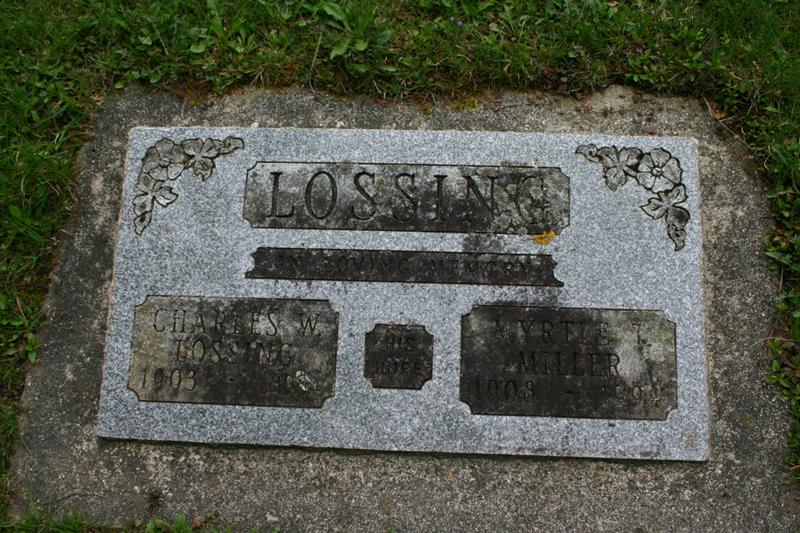 LOSSING
IN LOVING MEMORY
CHARLES W.
LOSSING
1903 -
HIS
WIFE
MYRTLE T.
MILLER
1908 -